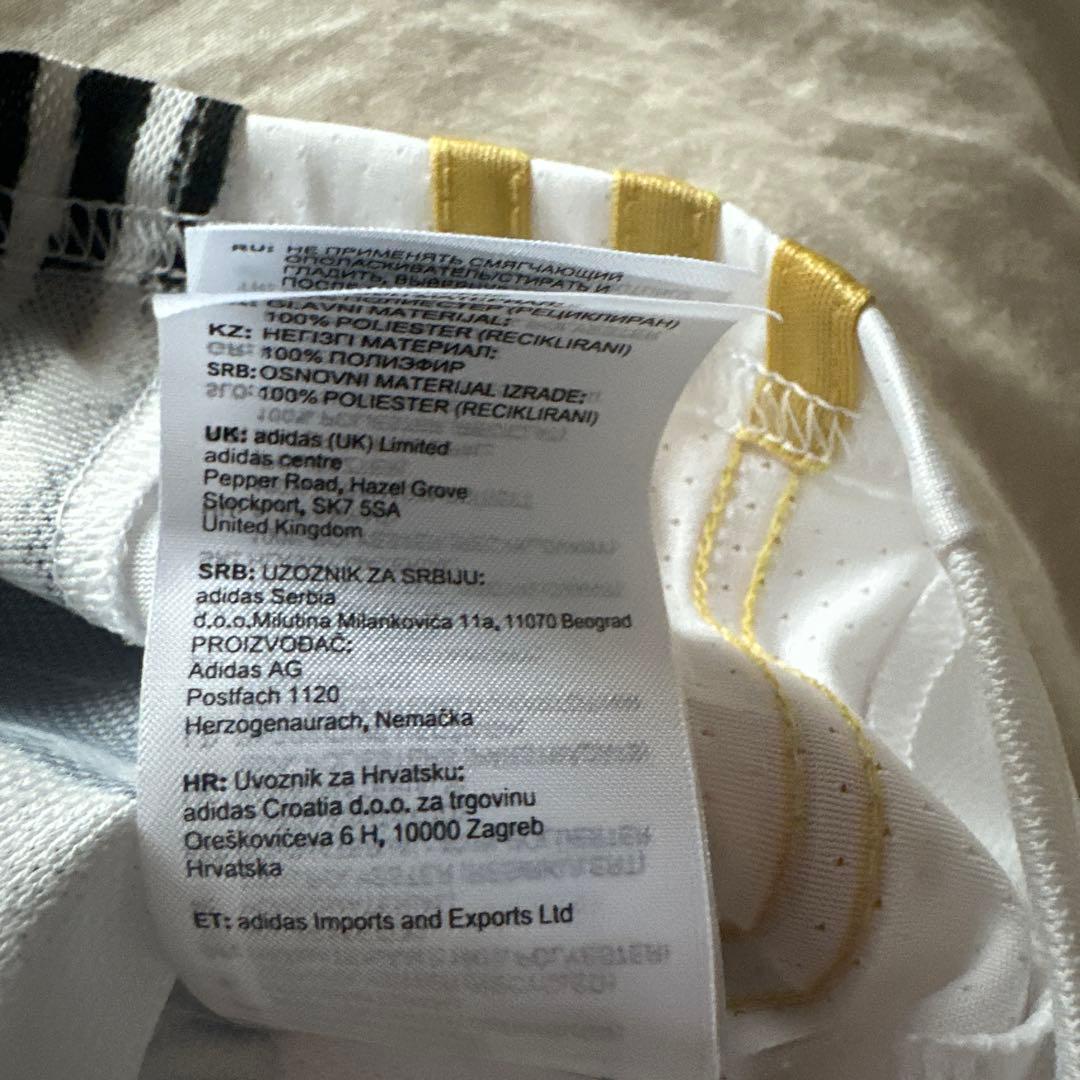 RU: НЕ ПРИМЕНЯТЬ СМЯГЧАЮЩИЙ
ОПОЛАСКИВАТЕЛЬ/СТИРАТЬ И
ГЛАДИТЬ,
(РЕЦИКЛИРАН)
GLAVNI MATERIJAL:
100% POLIESTER (RECIKLIRANI)
KZ: НЕГІЗГІ МАТЕРИАЛ:
100% ПОЛИЭФИР
SRB: OSNOVNI MATERIJAL IZRADE:
100% POLIESTER (RECIKLIRANI)
UK: adidas (UK) Limited
adidas centre
Pepper Road, Hazel Grove
Stockport, SK7 5SA
United Kingdom
SRB: UZOZNIK ZA SRBIJU:
adidas Serbia
d.o.o.Milutina Milankovića 11a, 11070 Beograd
PROIZVOĐAČ:
Adidas AG
Postfach 1120
Herzogenaurach, Nemačka
HR: Uvoznik za Hrvatsku:
adidas Croatia d.o.o. za trgovinu
Oreškovićeva 6 H, 10000 Zagreb
Hrvatska
ET: adidas Imports and Exports Ltd